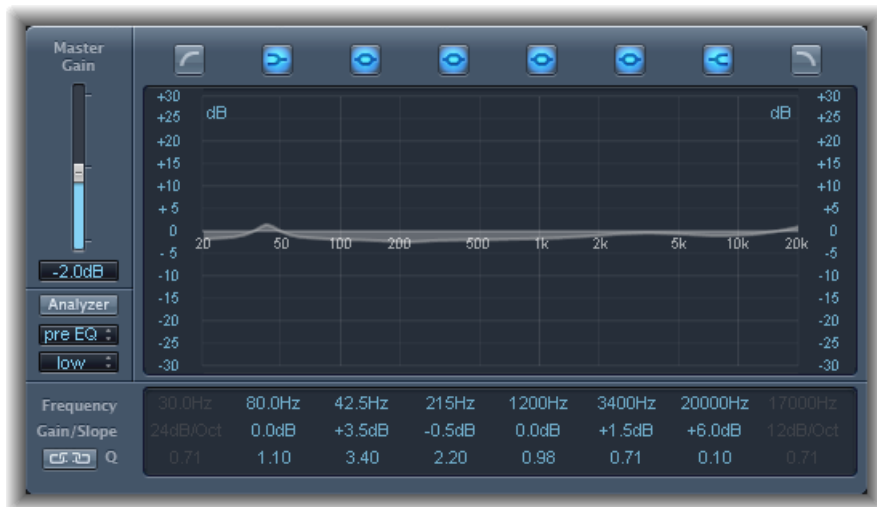 Master
Gain
+30 +30
+25 dB dB +25
+20 +20
+15 +15
+10 +10
+ 5 +5
0 0
20 50 100 200 500 1k 2k 5k 10k 20k
- 5 -5
-2.0dB
-10 -10
Analyzer
-15 -15
-20 -20
pre EQ
-25 -25
low
-30 -30
Frequency 30.0Hz 80.0Hz 42.5Hz 215Hz 1200Hz 3400Hz 20000Hz 17000Hz
Gain/Slope 24dB/Oct 0.0dB +3.5dB -0.5dB 0.0dB +1.5dB +6.0dB 12dB/Oct
Q 0.71 1.10 3.40 2.20 0.98 0.71 0.10 0.71